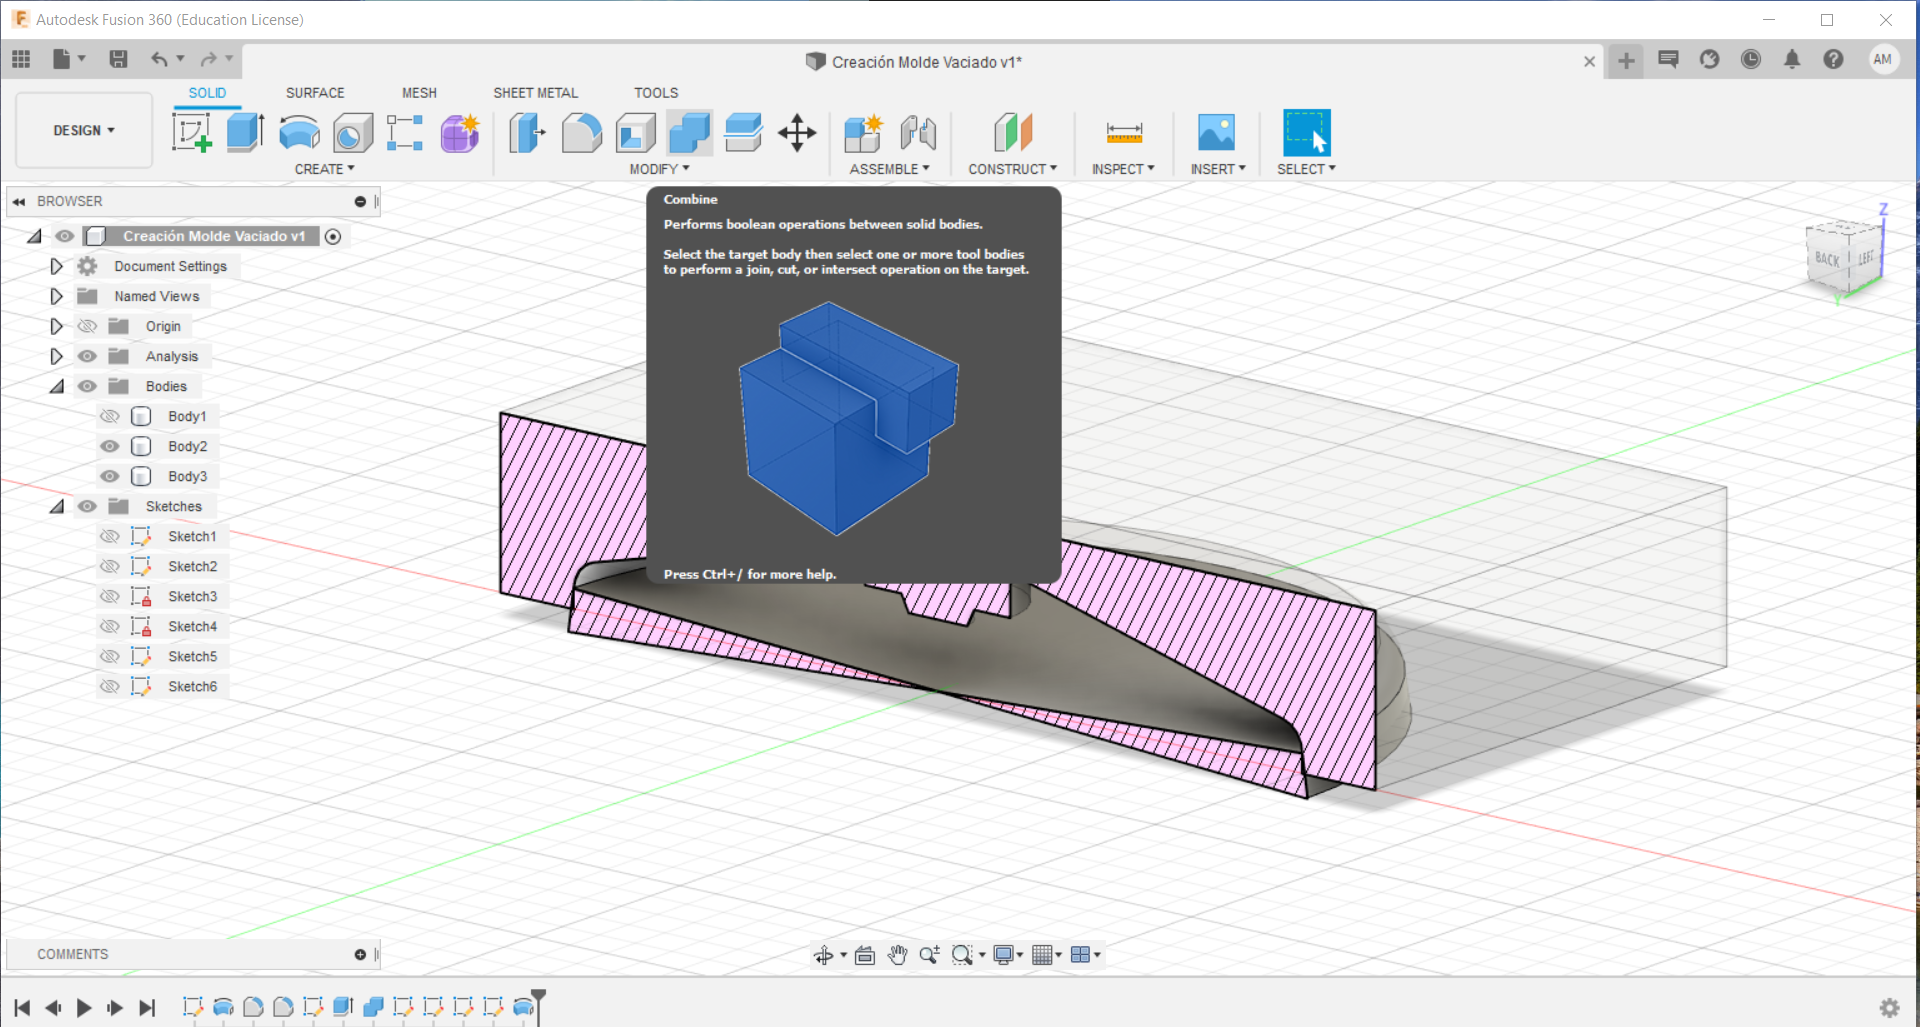 Autodesk Fusion 360 (Education License)
Creación Molde Vaciado v1*
AM
SOLID
SURFACE
MESH
SHEET METAL
TOOLS
DESIGN
CREATE
MODIFY
ASSEMBLE
CONSTRUCT
INSPECT
INSERT
SELECT
BROWSER
Creación Molde Vaciado v1
Document Settings
Named Views
Origin
Analysis
Bodies
Body1
Body2
Body3
Sketches
Sketch1
Sketch2
Sketch3
Sketch4
Sketch5
Sketch6
Combine
Performs boolean operations between solid bodies.
Select the target body then select one or more tool bodies
to perform a join, cut, or intersect operation on the target.
Press Ctrl+/ for more help.
Z
BACK
LEFT
Y
COMMENTS